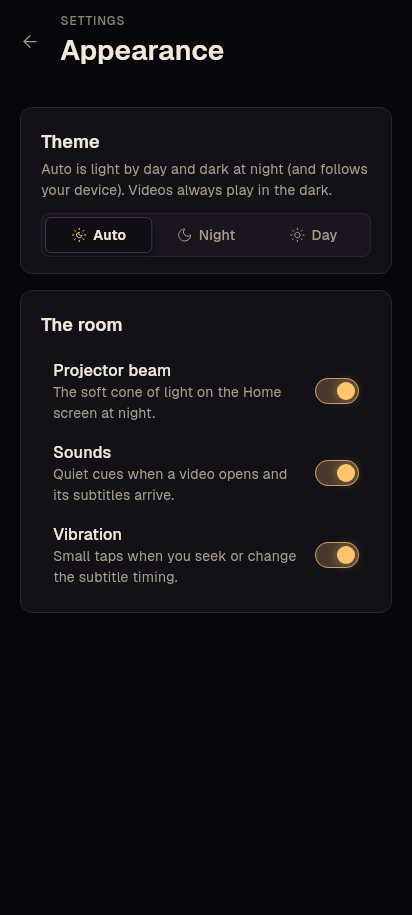 SETTINGS
Appearance
Theme
Auto is light by day and dark at night (and follows
your device). Videos always play in the dark.
Auto
Night
Day
The room
Projector beam
The soft cone of light on the Home
screen at night.
Sounds
Quiet cues when a video opens and
its subtitles arrive.
Vibration
Small taps when you seek or change
the subtitle timing.